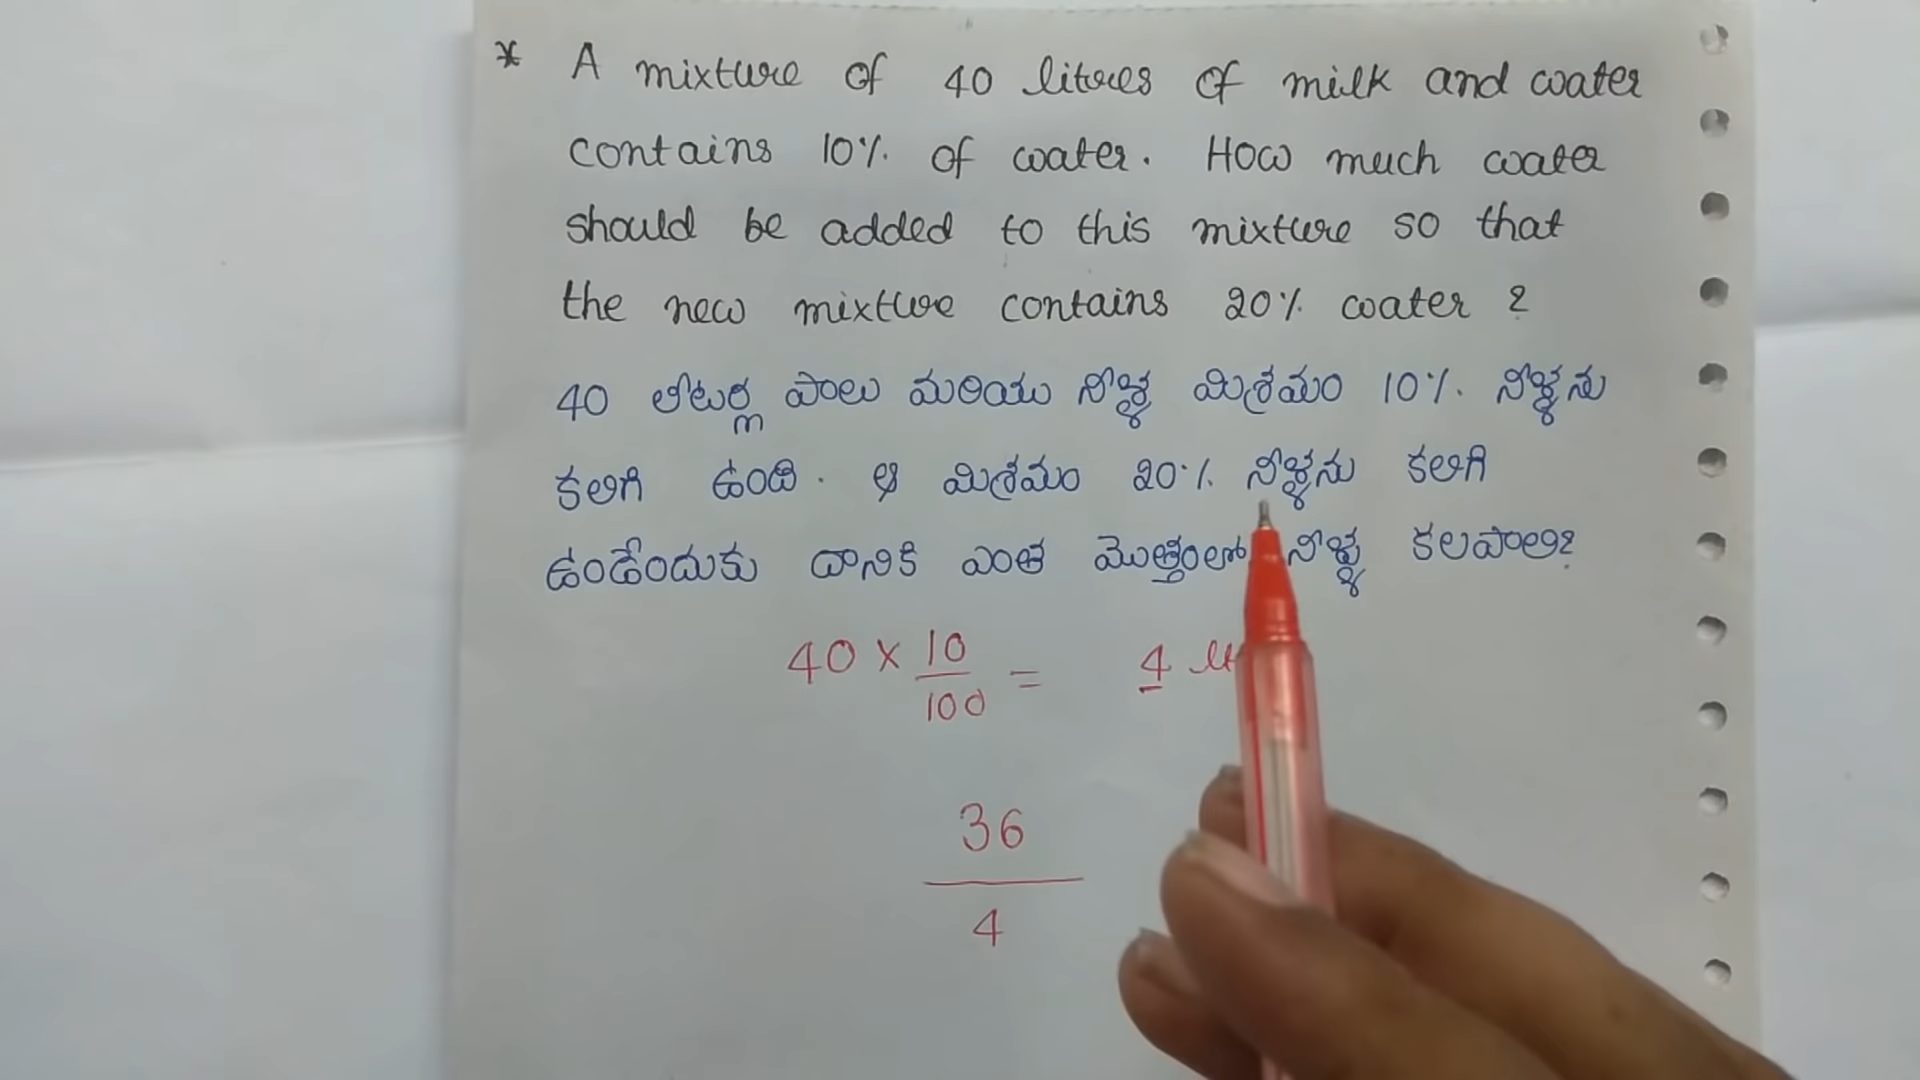 * A mixture of 40 litres of milk and water
contains 10% of water. How much water
should be added to this mixture so that
the new mixture contains 20% water ?
40 లీటర్ల పాలు మరియు నీళ్ళ మిశ్రమం 10% నీళ్ళను
కలిగి ఉంది. ఆ మిశ్రమం 20% నీళ్ళను కలిగి
ఉండేందుకు దానికి ఎంత మొత్తంలో నీళ్ళు కలపాలి?
40 × 10/100 = 4
36
4